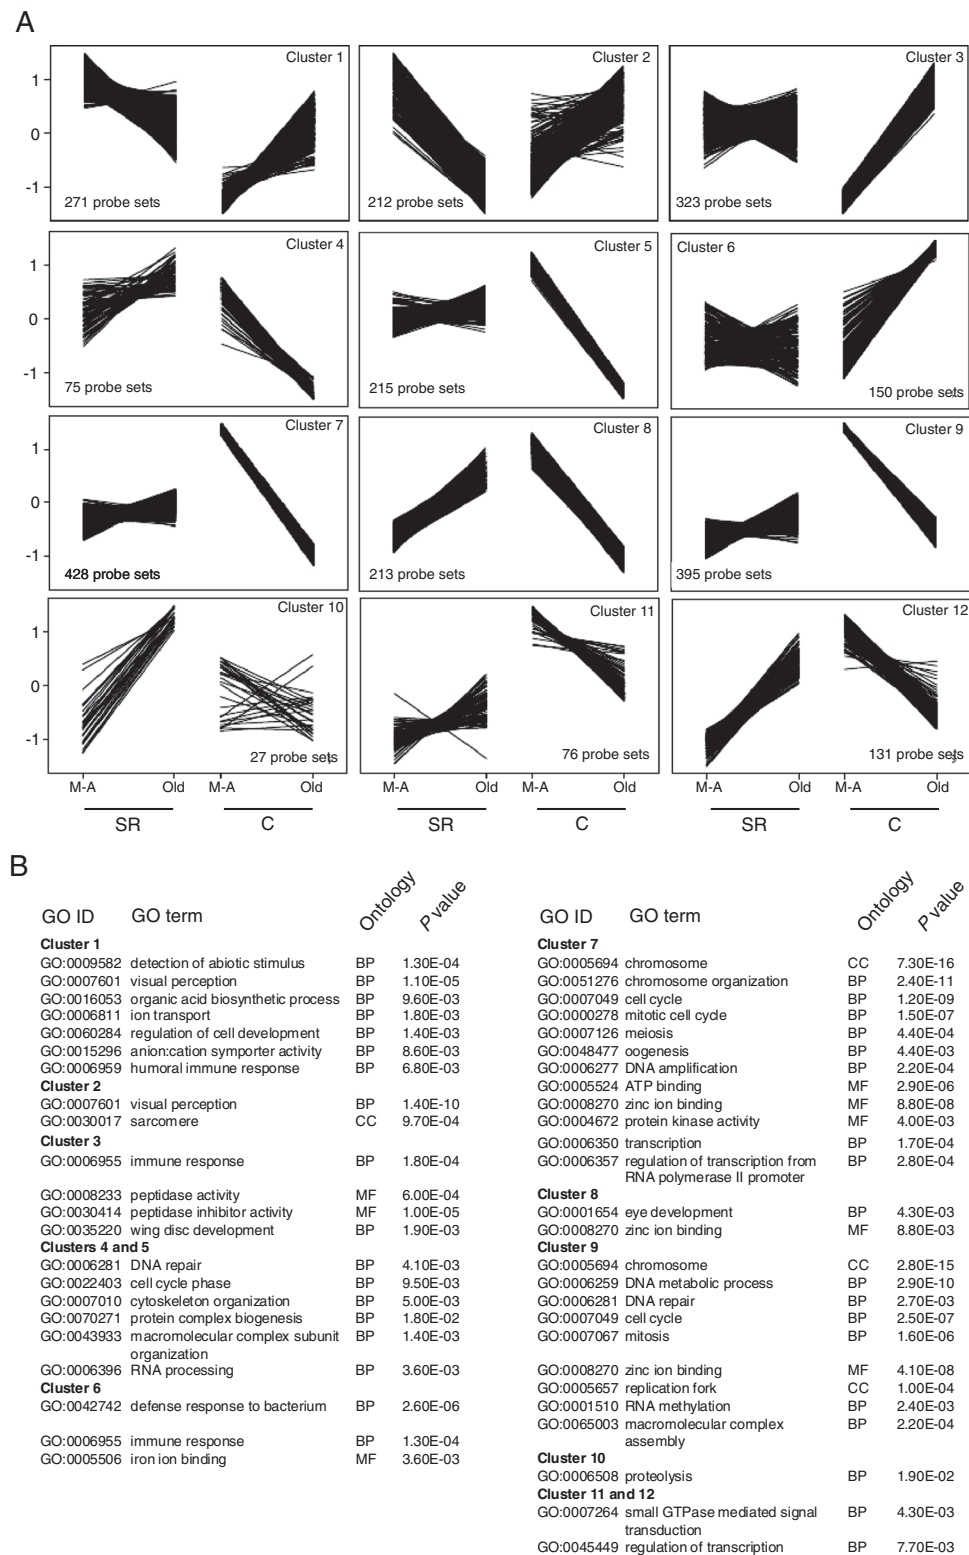 A
Cluster 1
1
0
-1
271 probe sets
Cluster 2
212 probe sets
Cluster 3
323 probe sets
Cluster 4
1
0
-1
75 probe sets
Cluster 5
215 probe sets
Cluster 6
150 probe sets
Cluster 7
1
0
-1
428 probe sets
Cluster 8
213 probe sets
Cluster 9
395 probe sets
Cluster 10
1
0
-1
27 probe sets
Cluster 11
76 probe sets
Cluster 12
131 probe sets
M-A Old M-A Old M-A Old M-A Old M-A Old M-A Old
SR C SR C SR C
B
GO ID GO term Ontology P value
Cluster 1
GO:0009582 detection of abiotic stimulus BP 1.30E-04
GO:0007601 visual perception BP 1.10E-05
GO:0016053 organic acid biosynthetic process BP 9.60E-03
GO:0006811 ion transport BP 1.80E-03
GO:0060284 regulation of cell development BP 1.40E-03
GO:0015296 anion:cation symporter activity BP 8.60E-03
GO:0006959 humoral immune response BP 6.80E-03
Cluster 2
GO:0007601 visual perception BP 1.40E-10
GO:0030017 sarcomere CC 9.70E-04
Cluster 3
GO:0006955 immune response BP 1.80E-04
GO:0008233 peptidase activity MF 6.00E-04
GO:0030414 peptidase inhibitor activity MF 1.00E-05
GO:0035220 wing disc development BP 1.90E-03
Clusters 4 and 5
GO:0006281 DNA repair BP 4.10E-03
GO:0022403 cell cycle phase BP 9.50E-03
GO:0007010 cytoskeleton organization BP 5.00E-03
GO:0070271 protein complex biogenesis BP 1.80E-02
GO:0043933 macromolecular complex subunit BP 1.40E-03
organization
GO:0006396 RNA processing BP 3.60E-03
Cluster 6
GO:0042742 defense response to bacterium BP 2.60E-06
GO:0006955 immune response BP 1.30E-04
GO:0005506 iron ion binding MF 3.60E-03
GO ID GO term Ontology P value
Cluster 7
GO:0005694 chromosome CC 7.30E-16
GO:0051276 chromosome organization BP 2.40E-11
GO:0007049 cell cycle BP 1.20E-09
GO:0000278 mitotic cell cycle BP 1.50E-07
GO:0007126 meiosis BP 4.40E-04
GO:0048477 oogenesis BP 4.40E-03
GO:0006277 DNA amplification BP 2.20E-04
GO:0005524 ATP binding MF 2.90E-06
GO:0008270 zinc ion binding MF 8.80E-08
GO:0004672 protein kinase activity MF 4.00E-03
GO:0006350 transcription BP 1.70E-04
GO:0006357 regulation of transcription from BP 2.80E-04
RNA polymerase II promoter
Cluster 8
GO:0001654 eye development BP 4.30E-03
GO:0008270 zinc ion binding MF 8.80E-03
Cluster 9
GO:0005694 chromosome CC 2.80E-15
GO:0006259 DNA metabolic process BP 2.90E-10
GO:0006281 DNA repair BP 2.70E-03
GO:0007049 cell cycle BP 2.50E-07
GO:0007067 mitosis BP 1.60E-06
GO:0008270 zinc ion binding MF 4.10E-08
GO:0005657 replication fork CC 1.00E-04
GO:0001510 RNA methylation BP 2.40E-03
GO:0065003 macromolecular complex BP 2.20E-04
assembly
Cluster 10
GO:0006508 proteolysis BP 1.90E-02
Cluster 11 and 12
GO:0007264 small GTPase mediated signal BP 4.30E-03
transduction
GO:0045449 regulation of transcription BP 7.70E-03